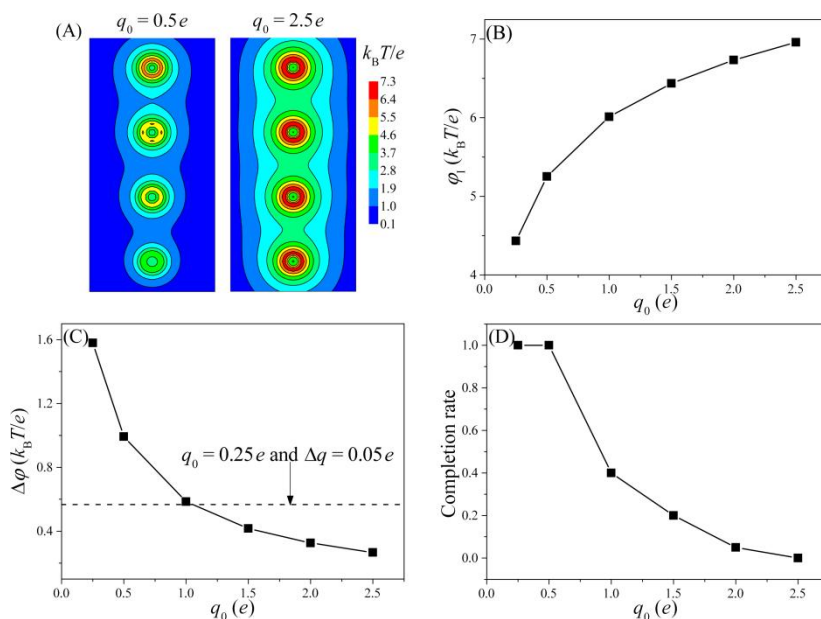 (A)
q₀ = 0.5e
q₀ = 2.5e
k_BT/e
7.3
6.4
5.5
4.6
3.7
2.8
1.9
1.0
0.1
(B)
φ₁ (k_BT/e)
7
6
5
4
0.0 0.5 1.0 1.5 2.0 2.5
q₀ (e)
(C)
Δφ (k_BT/e)
1.6
1.2
0.8
0.4
q₀ = 0.25e and Δq = 0.05e
0.0 0.5 1.0 1.5 2.0 2.5
q₀ (e)
(D)
Completion rate
1.0
0.8
0.6
0.4
0.2
0.0
0.0 0.5 1.0 1.5 2.0 2.5
q₀ (e)